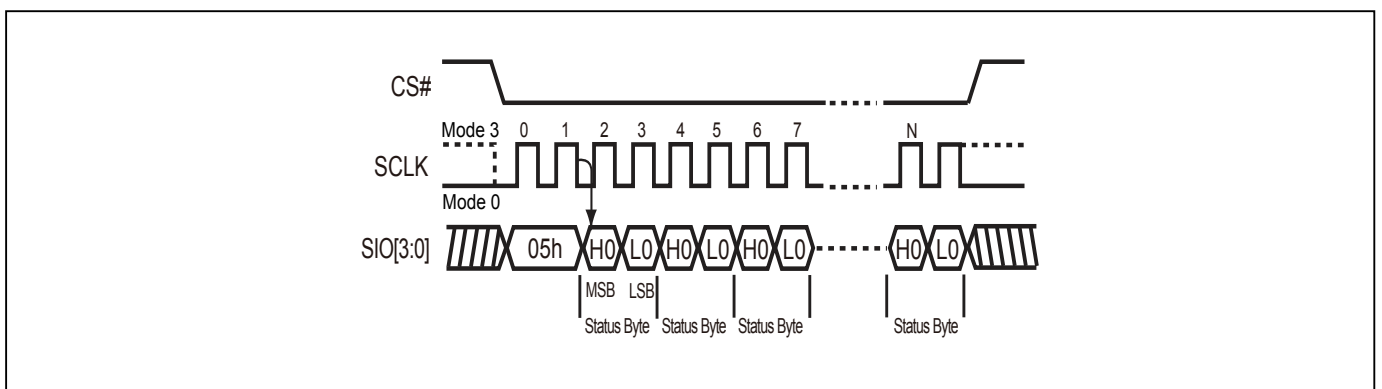 CS#
Mode 3 0 1 2 3 4 5 6 7 N
SCLK
Mode 0
SIO[3:0] 05h H0 L0 H0 L0 H0 L0 H0 L0
MSB LSB
Status Byte Status Byte Status Byte Status Byte